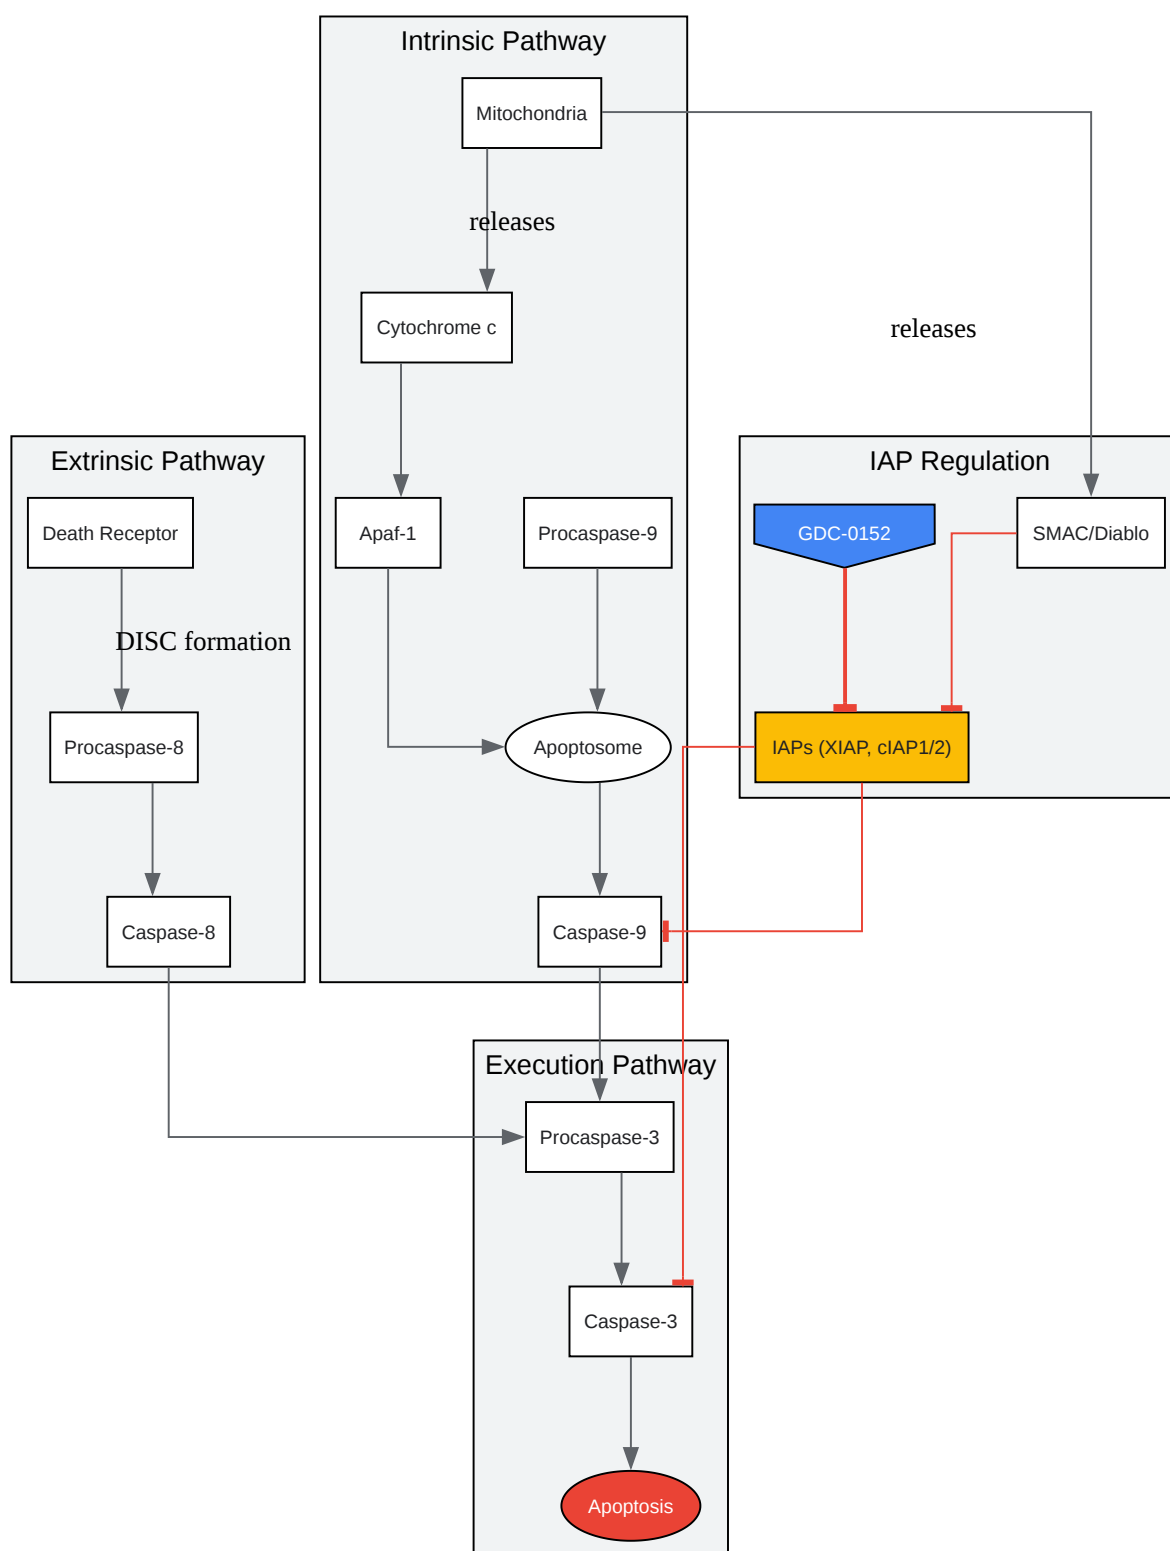 Intrinsic Pathway
Mitochondria
releases
Cytochrome c
releases
Extrinsic Pathway
IAP Regulation
Death Receptor
Apaf-1
Procaspase-9
GDC-0152
SMAC/Diablo
DISC formation
Procaspase-8
Apoptosome
IAPs (XIAP, cIAP1/2)
Caspase-8
Caspase-9
Execution Pathway
Procaspase-3
Caspase-3
Apoptosis